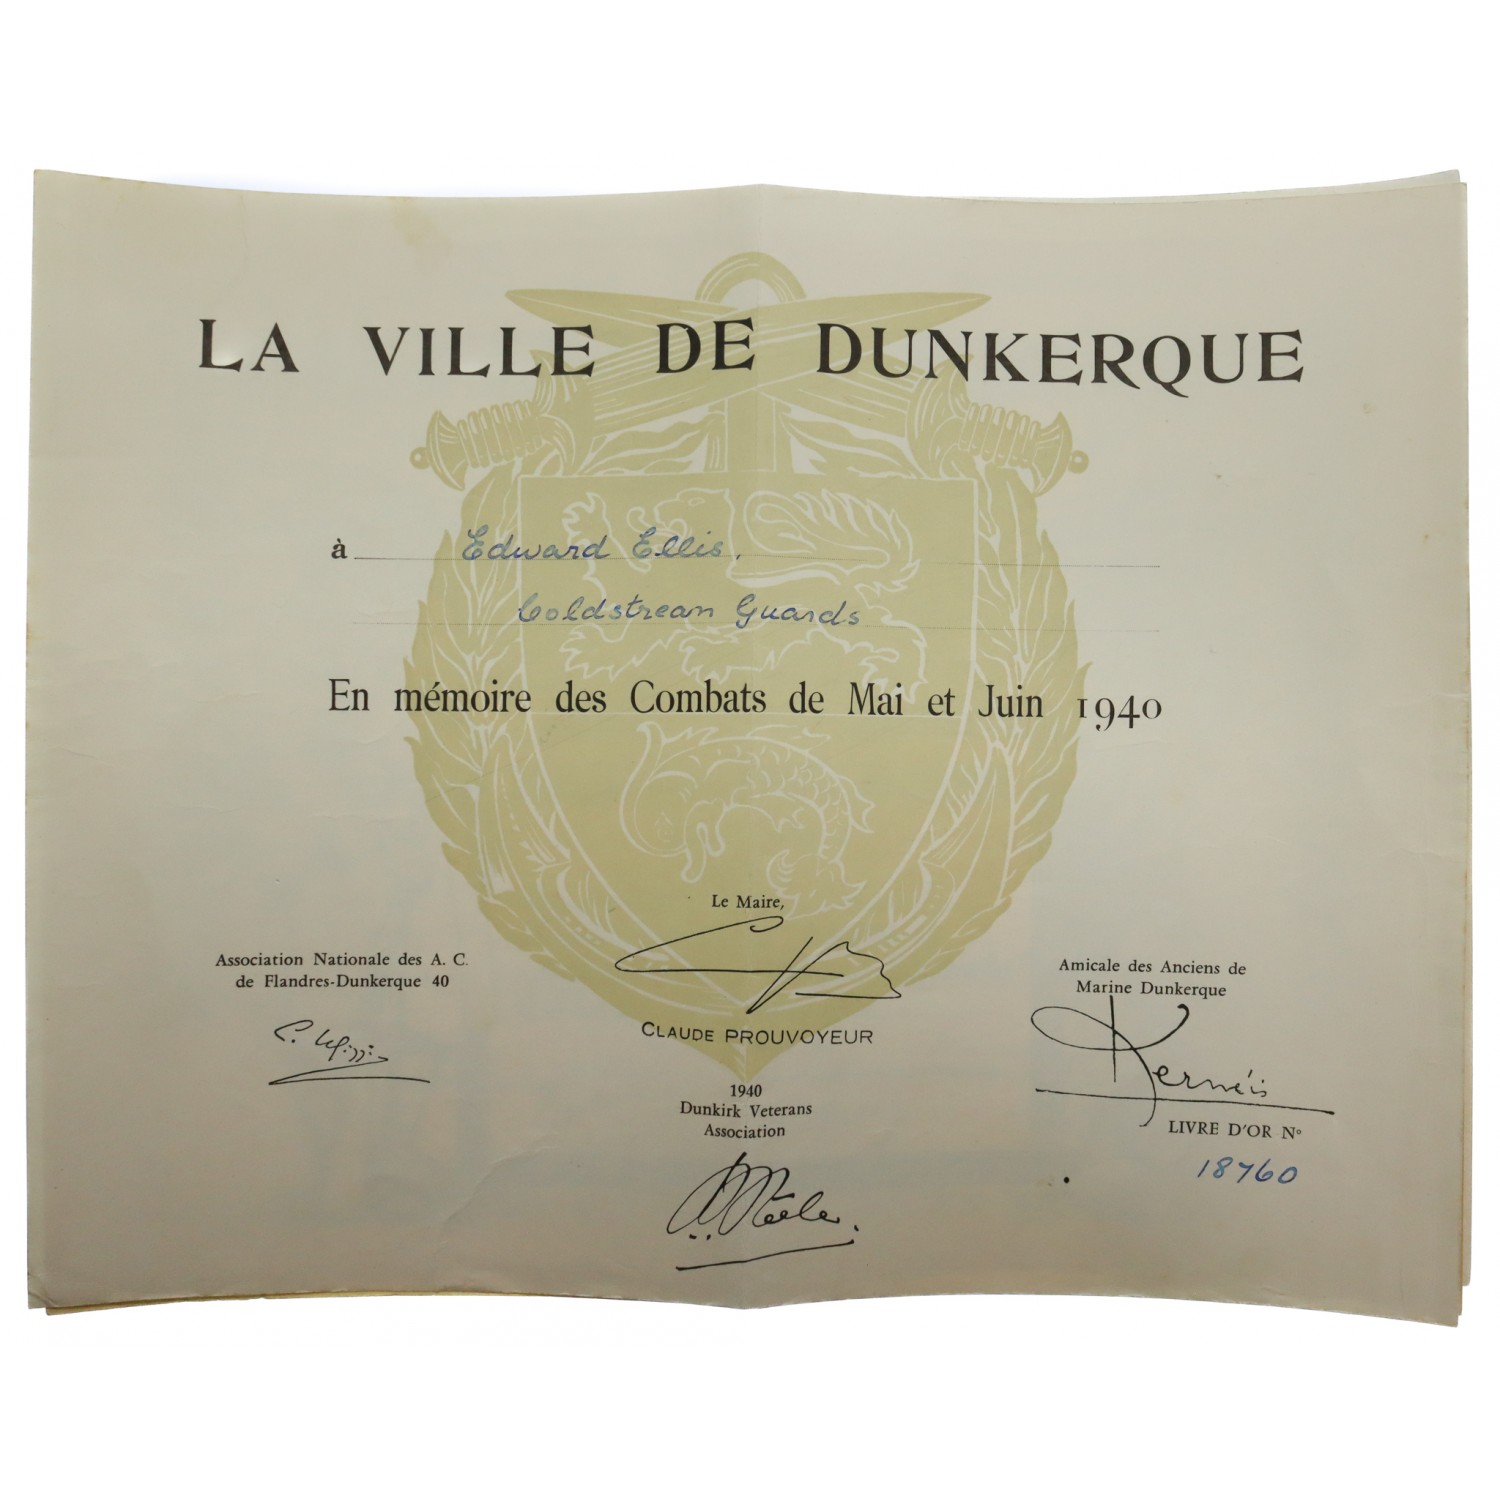 LA VILLE DE DUNKERQUE
à Edward Ellis,
Coldstream Guards
En mémoire des Combats de Mai et Juin 1940
Le Maire,
Association Nationale des A. C.
de Flandres-Dunkerque 40
CLAUDE PROUVOYEUR
Amicale des Anciens de
Marine Dunkerque
Kernéis
1940
Dunkirk Veterans
Association
LIVRE D'OR Nº
18760